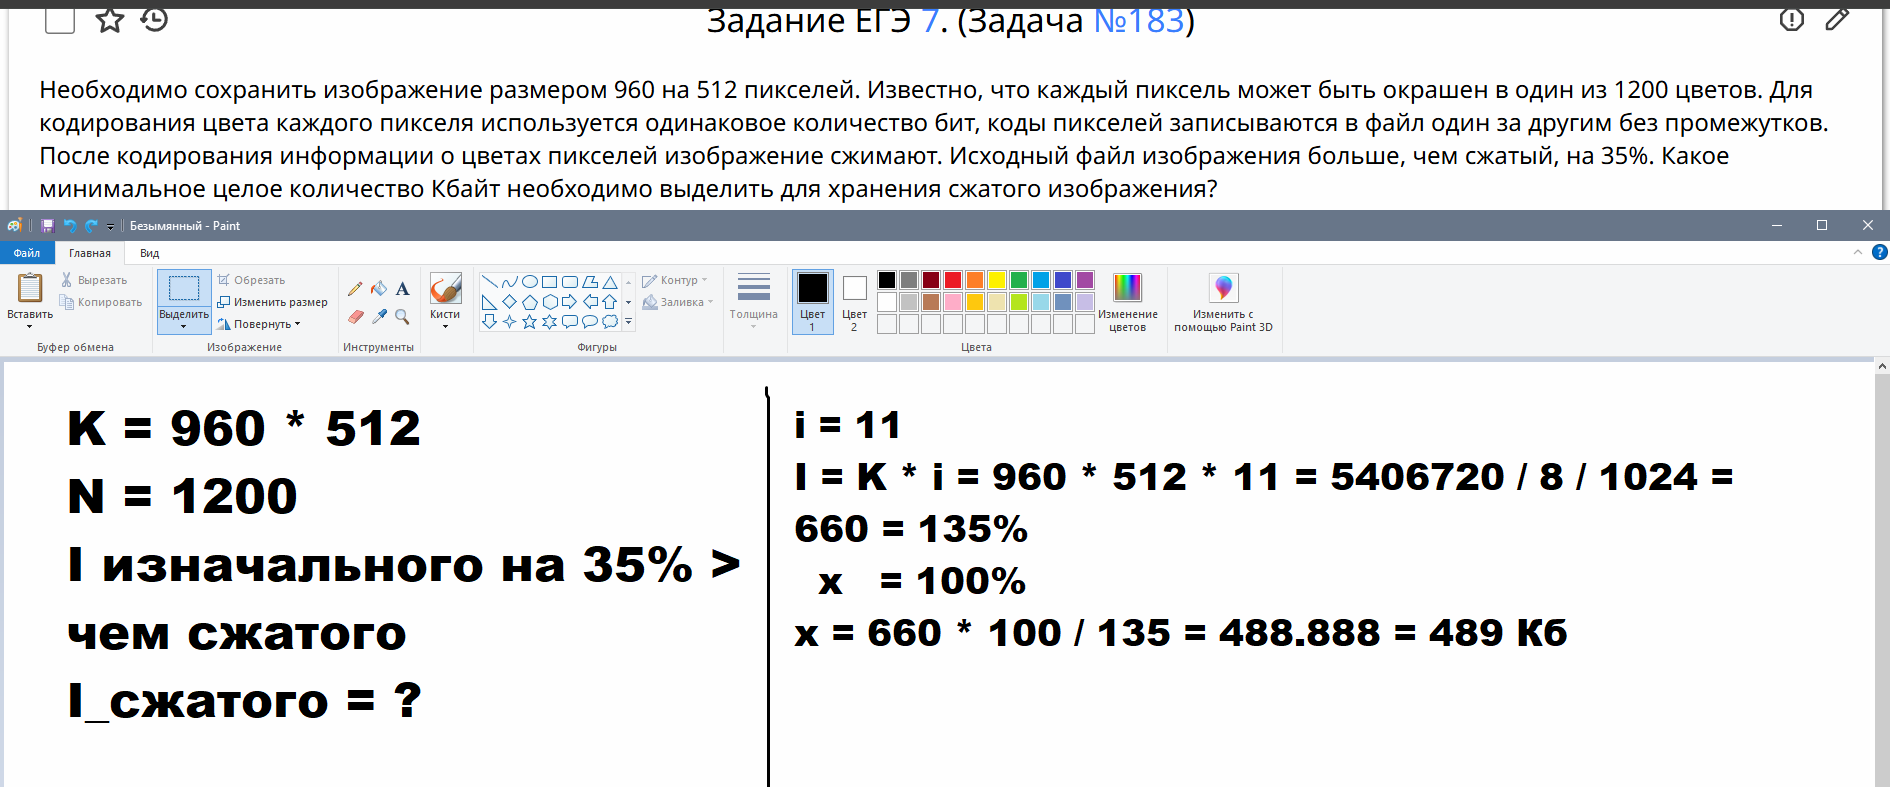 Задание ЕГЭ 7. (Задача №183)
Необходимо сохранить изображение размером 960 на 512 пикселей. Известно, что каждый пиксель может быть окрашен в один из 1200 цветов. Для
кодирования цвета каждого пикселя используется одинаковое количество бит, коды пикселей записываются в файл один за другим без промежутков.
После кодирования информации о цветах пикселей изображение сжимают. Исходный файл изображения больше, чем сжатый, на 35%. Какое
минимальное целое количество Кбайт необходимо выделить для хранения сжатого изображения?
Безымянный - Paint
Файл Главная Вид
Вставить
Вырезать
Копировать
Буфер обмена
Выделить
Обрезать
Изменить размер
Повернуть
Изображение
Инструменты
Кисти
Контур
Заливка
Фигуры
Толщина
Цвет
1
Цвет
2
Изменение
цветов
Цвета
Изменить с
помощью Paint 3D
K = 960 * 512
N = 1200
I изначального на 35% >
чем сжатого
I_сжатого = ?
i = 11
I = K * i = 960 * 512 * 11 = 5406720 / 8 / 1024 =
660 = 135%
x = 100%
x = 660 * 100 / 135 = 488.888 = 489 Кб